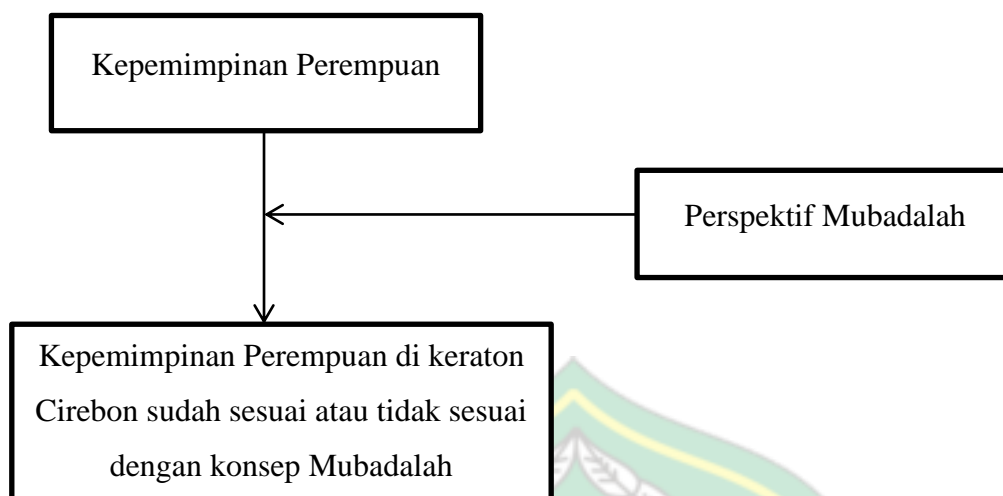 Kepemimpinan Perempuan
Perspektif Mubadalah
Kepemimpinan Perempuan di keraton
Cirebon sudah sesuai atau tidak sesuai
dengan konsep Mubadalah